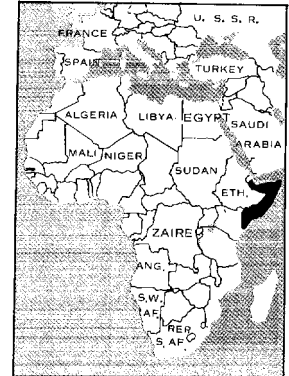 U. S. S. R.
FRANCE
SPAIN
TURKEY
ALGERIA
LIBYA
EGYPT
SAUDI
ARABIA
MALI
NIGER
SUDAN
ETH.
ZAIRE
ANG.
S.W.
AF.
REP.
S. AF.